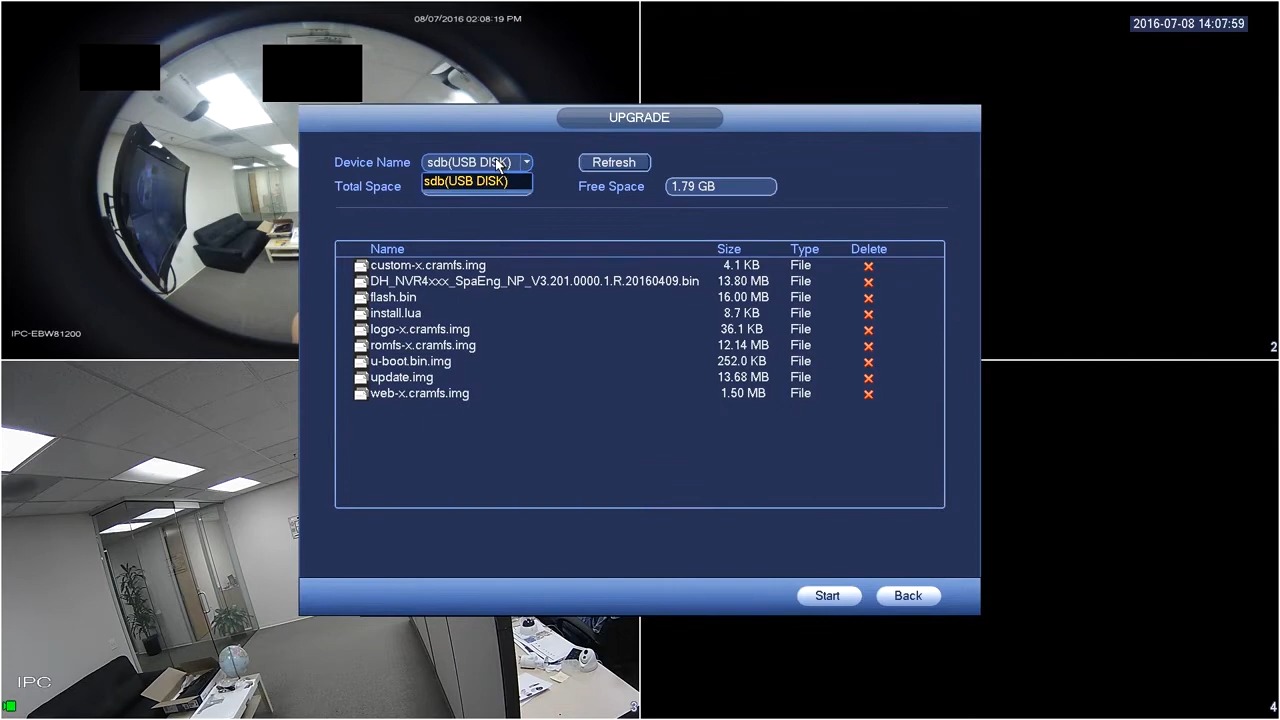 08/07/2016 02:08:19 PM
2016-07-08 14:07:59
UPGRADE
Device Name sdb(USB DISK) Refresh
sdb(USB DISK)
Total Space Free Space 1.79 GB
Name Size Type Delete
custom-x.cramfs.img 4.1 KB File
DH_NVR4xxx_SpaEng_NP_V3.201.0000.1.R.20160409.bin 13.80 MB File
flash.bin 16.00 MB File
install.lua 8.7 KB File
logo-x.cramfs.img 36.1 KB File
romfs-x.cramfs.img 12.14 MB File
u-boot.bin.img 252.0 KB File
update.img 13.68 MB File
web-x.cramfs.img 1.50 MB File
IPC-EBW81200
2
Start Back
IPC
3
4